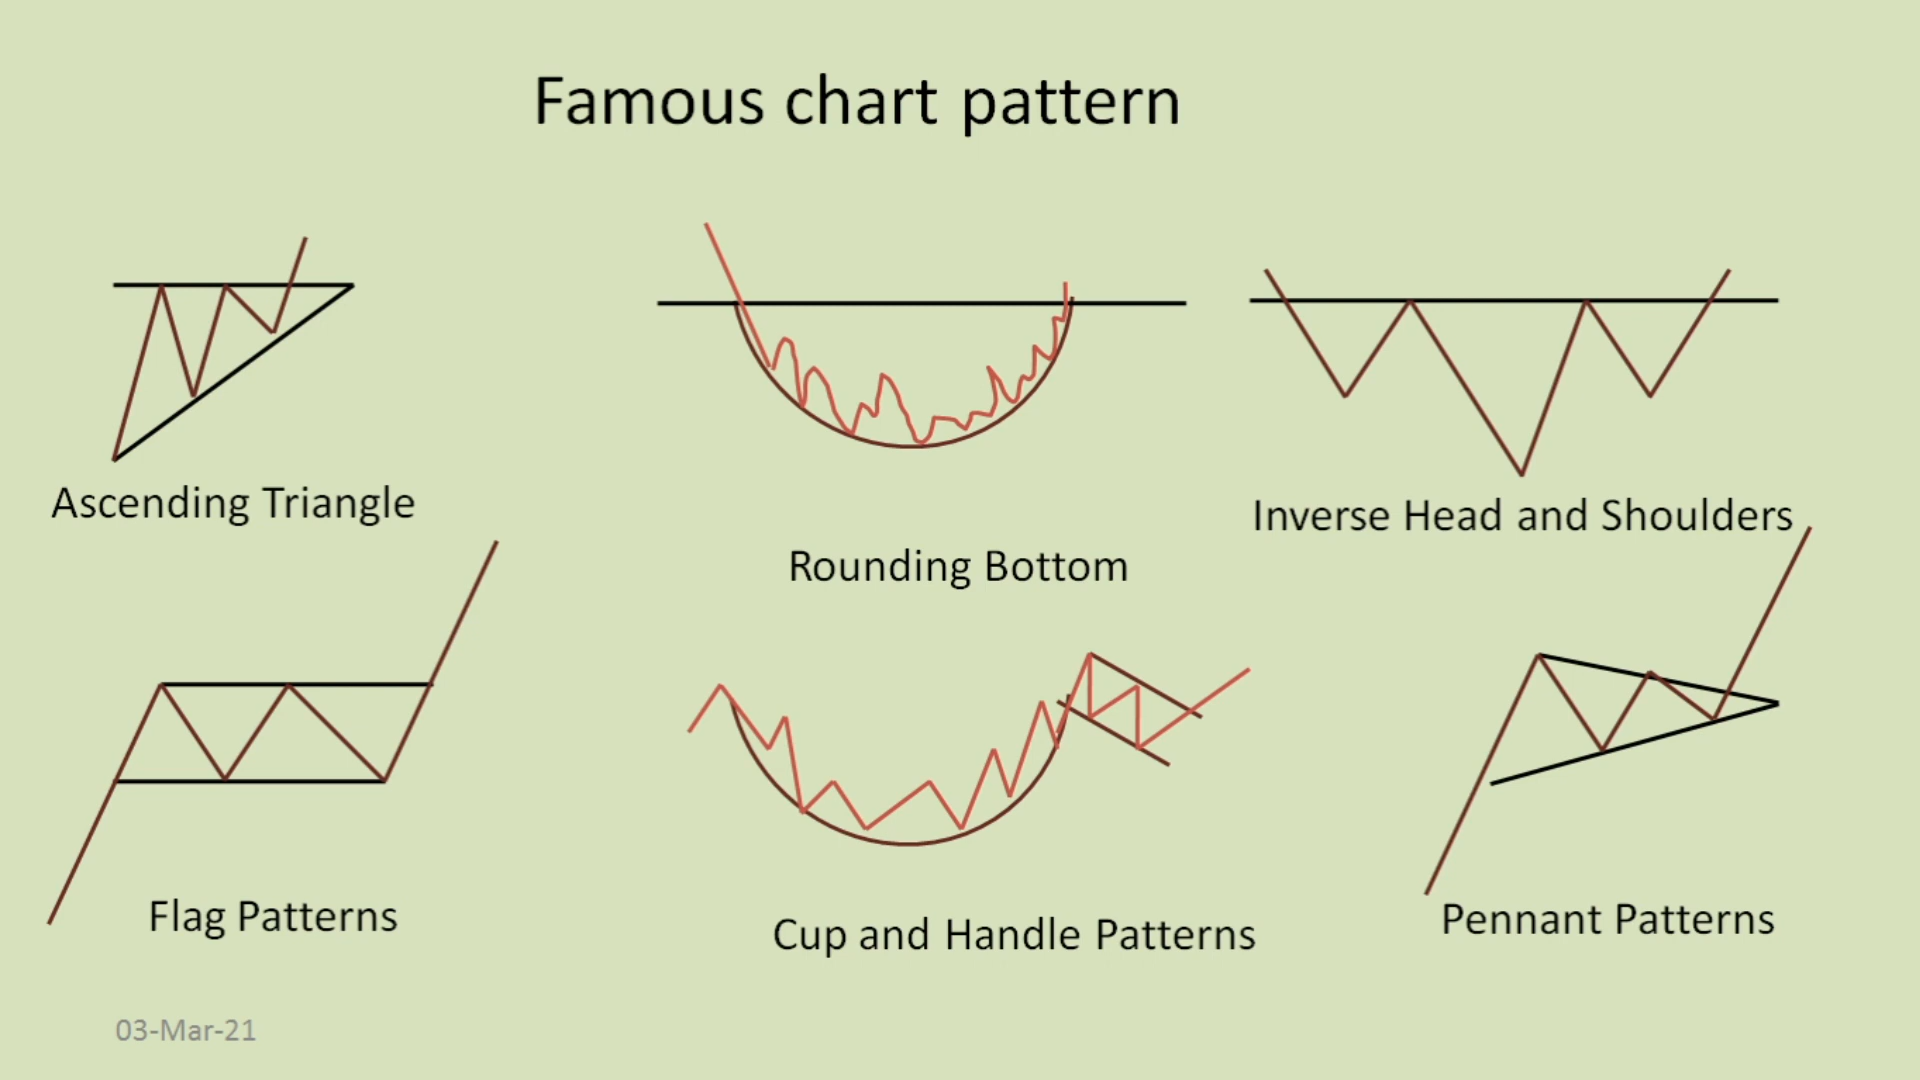 Famous chart pattern
Ascending Triangle
Rounding Bottom
Inverse Head and Shoulders
Flag Patterns
Cup and Handle Patterns
Pennant Patterns
03-Mar-21